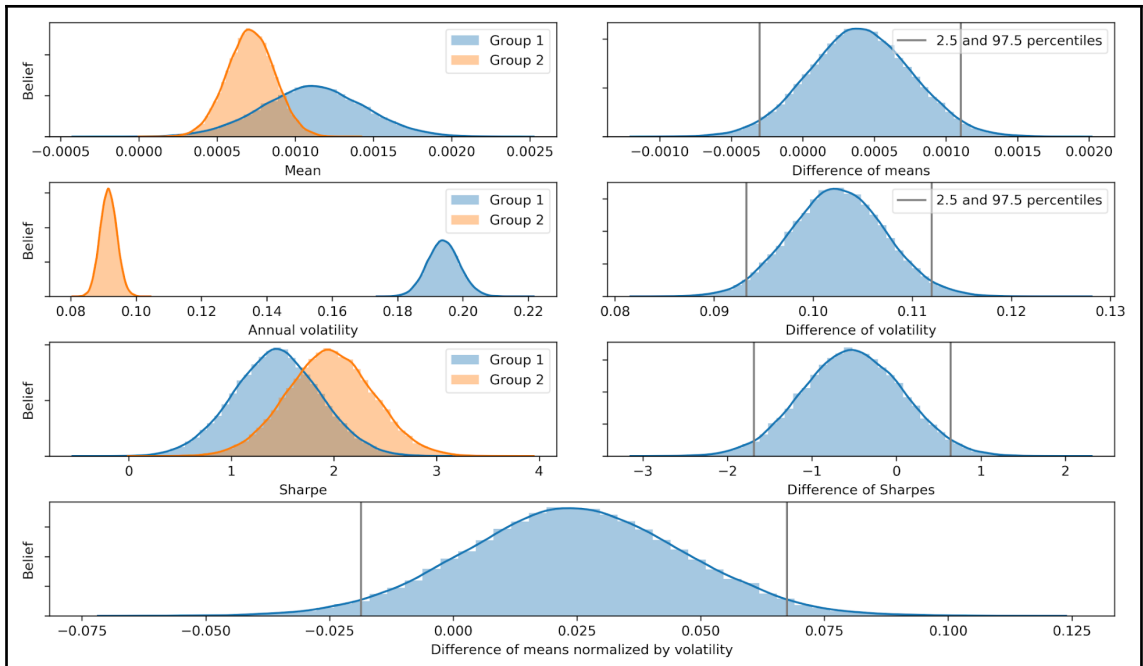 Belief
Group 1
Group 2
−0.0005 0.0000 0.0005 0.0010 0.0015 0.0020 0.0025
Mean
2.5 and 97.5 percentiles
−0.0010 −0.0005 0.0000 0.0005 0.0010 0.0015 0.0020
Difference of means
Belief
Group 1
Group 2
0.08 0.10 0.12 0.14 0.16 0.18 0.20 0.22
Annual volatility
2.5 and 97.5 percentiles
0.08 0.09 0.10 0.11 0.12 0.13
Difference of volatility
Belief
Group 1
Group 2
0 1 2 3 4
Sharpe
−3 −2 −1 0 1 2
Difference of Sharpes
Belief
−0.075 −0.050 −0.025 0.000 0.025 0.050 0.075 0.100 0.125
Difference of means normalized by volatility